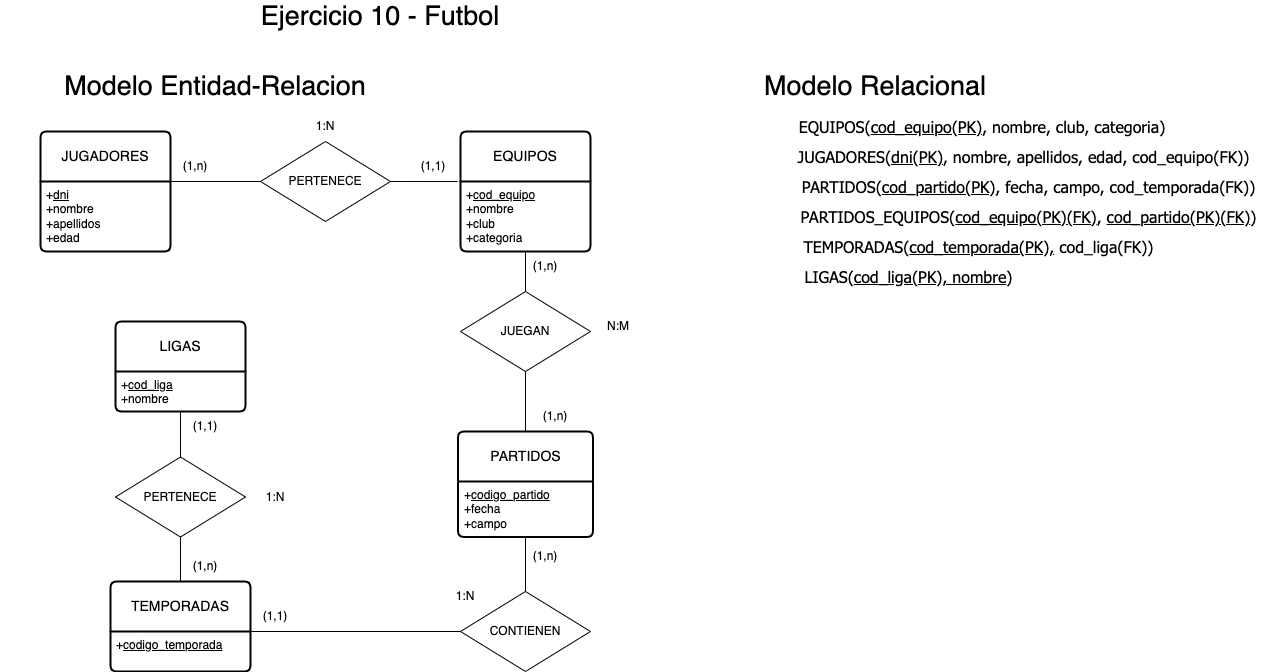 Ejercicio 10 - Futbol
Modelo Entidad-Relacion
1:N
JUGADORES
(1,n)
PERTENECE
(1,1)
EQUIPOS
+dni
+nombre
+apellidos
+edad
+cod_equipo
+nombre
+club
+categoria
(1,n)
JUEGAN
N:M
(1,n)
LIGAS
+cod_liga
+nombre
(1,1)
PERTENECE
1:N
(1,n)
PARTIDOS
+codigo_partido
+fecha
+campo
(1,n)
TEMPORADAS
+codigo_temporada
(1,1)
1:N
CONTIENEN
Modelo Relacional
EQUIPOS(cod_equipo(PK), nombre, club, categoria)
JUGADORES(dni(PK), nombre, apellidos, edad, cod_equipo(FK))
PARTIDOS(cod_partido(PK), fecha, campo, cod_temporada(FK))
PARTIDOS_EQUIPOS(cod_equipo(PK)(FK), cod_partido(PK)(FK))
TEMPORADAS(cod_temporada(PK), cod_liga(FK))
LIGAS(cod_liga(PK), nombre)